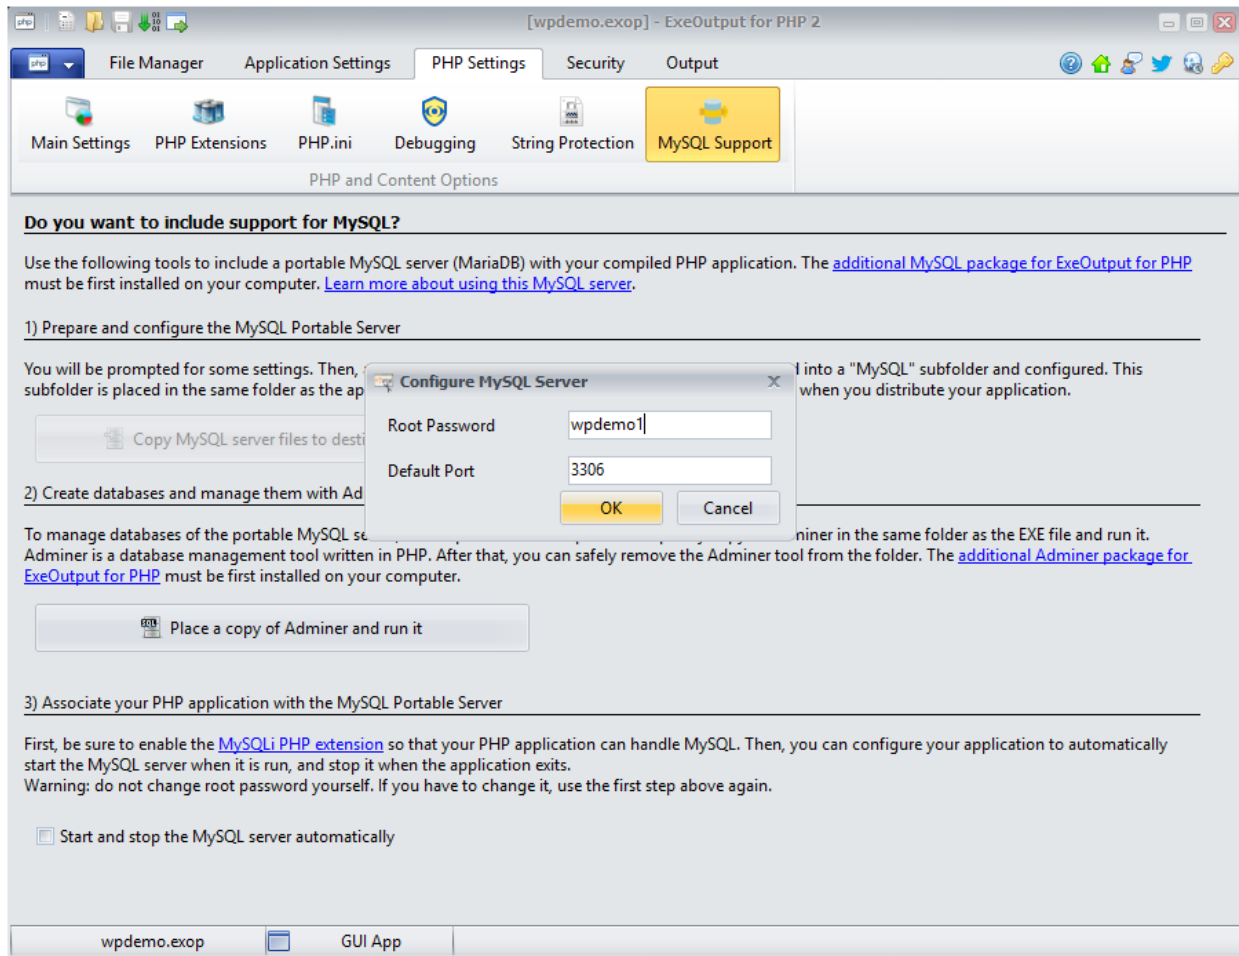 [wpdemo.exop] - ExeOutput for PHP 2
File Manager Application Settings PHP Settings Security Output
Main Settings PHP Extensions PHP.ini Debugging String Protection MySQL Support
PHP and Content Options
Do you want to include support for MySQL?
Use the following tools to include a portable MySQL server (MariaDB) with your compiled PHP application. The additional MySQL package for ExeOutput for PHP
must be first installed on your computer. Learn more about using this MySQL server.
1) Prepare and configure the MySQL Portable Server
You will be prompted for some settings. Then,
into a "MySQL" subfolder and configured. This
subfolder is placed in the same folder as the
when you distribute your application.
Copy MySQL server files to
Configure MySQL Server
Root Password wpdemo1
Default Port 3306
OK Cancel
2) Create databases and manage them with
To manage databases of the portable MySQL
in the same folder as the EXE file and run it.
Adminer is a database management tool written in PHP. After that, you can safely remove the Adminer tool from the folder. The additional Adminer package for
ExeOutput for PHP must be first installed on your computer.
Place a copy of Adminer and run it
3) Associate your PHP application with the MySQL Portable Server
First, be sure to enable the MySQLi PHP extension so that your PHP application can handle MySQL. Then, you can configure your application to automatically
start the MySQL server when it is run, and stop it when the application exits.
Warning: do not change root password yourself. If you have to change it, use the first step above again.
Start and stop the MySQL server automatically
wpdemo.exop GUI App